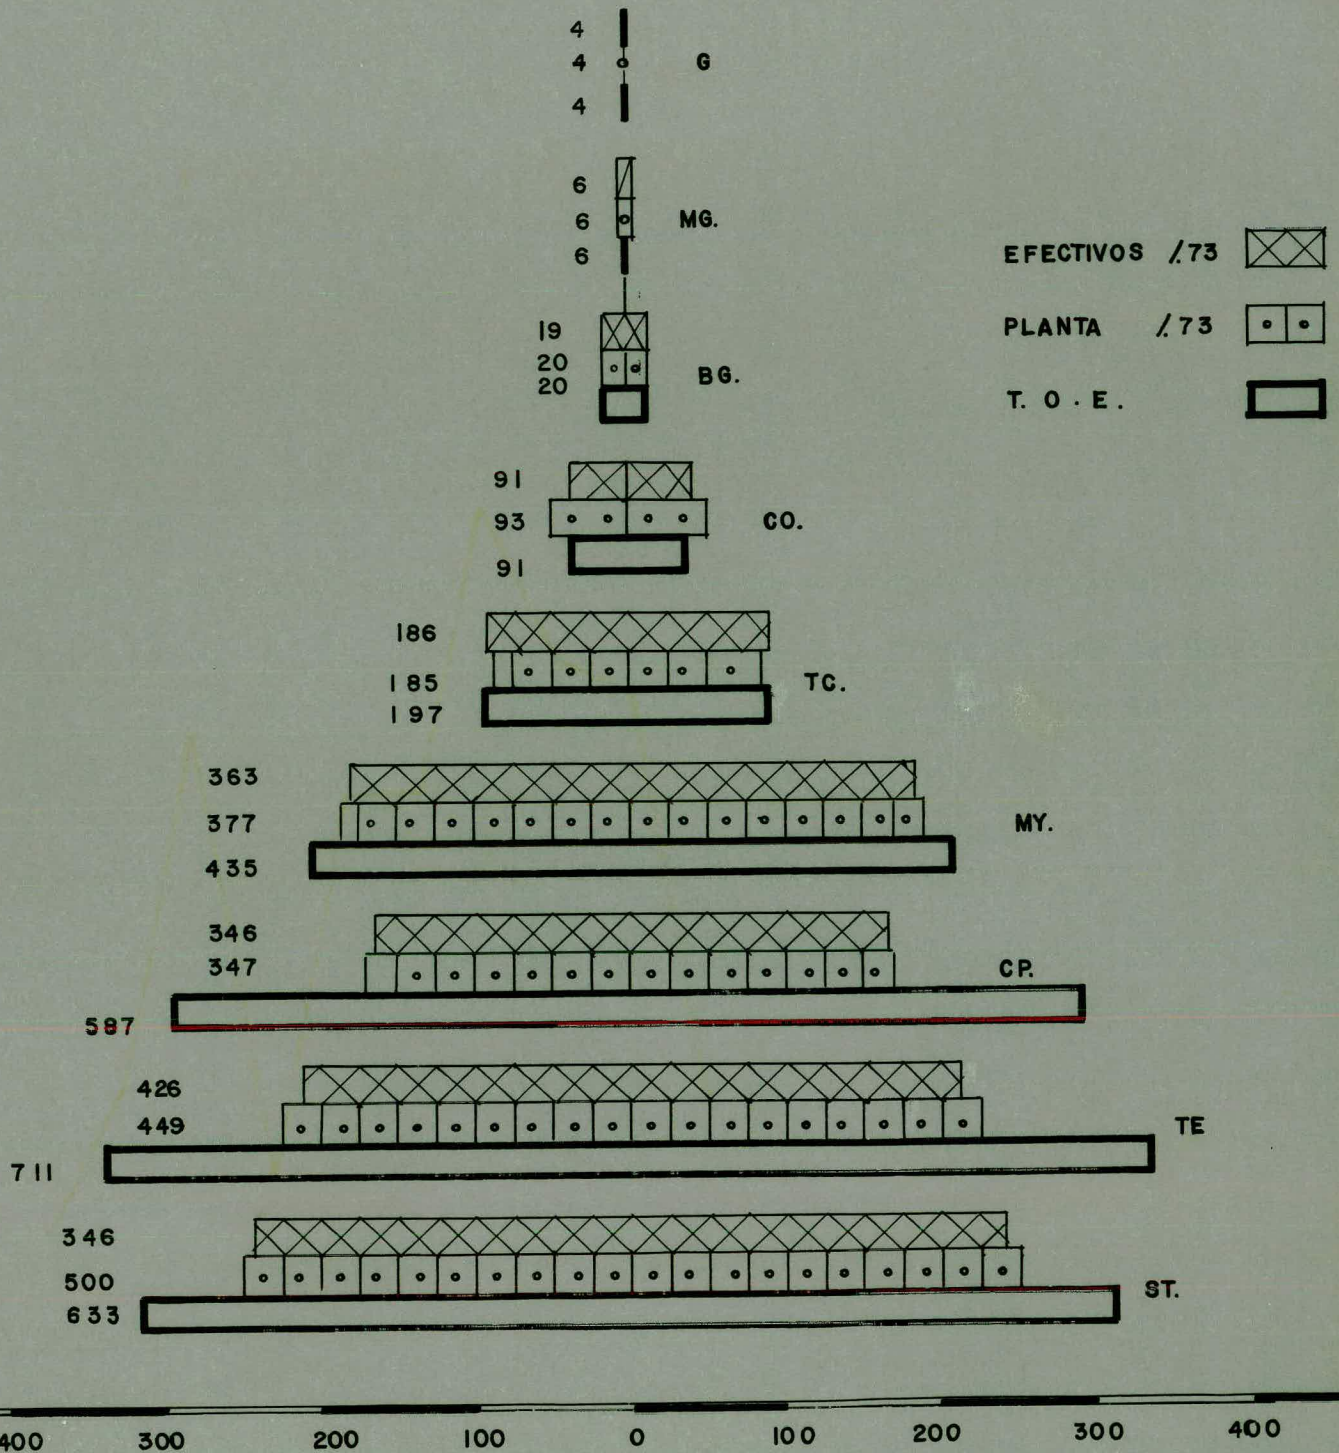 4
4 G
4
6
6 MG.
6
EFECTIVOS /.73
PLANTA /.73
T. O. E.
19
20
20 BG.
91
93 CO.
91
186
185 TC.
197
363
377 MY.
435
346
347 CP.
587
426
449 TE
711
346
500 ST.
633
400 300 200 100 0 100 200 300 400